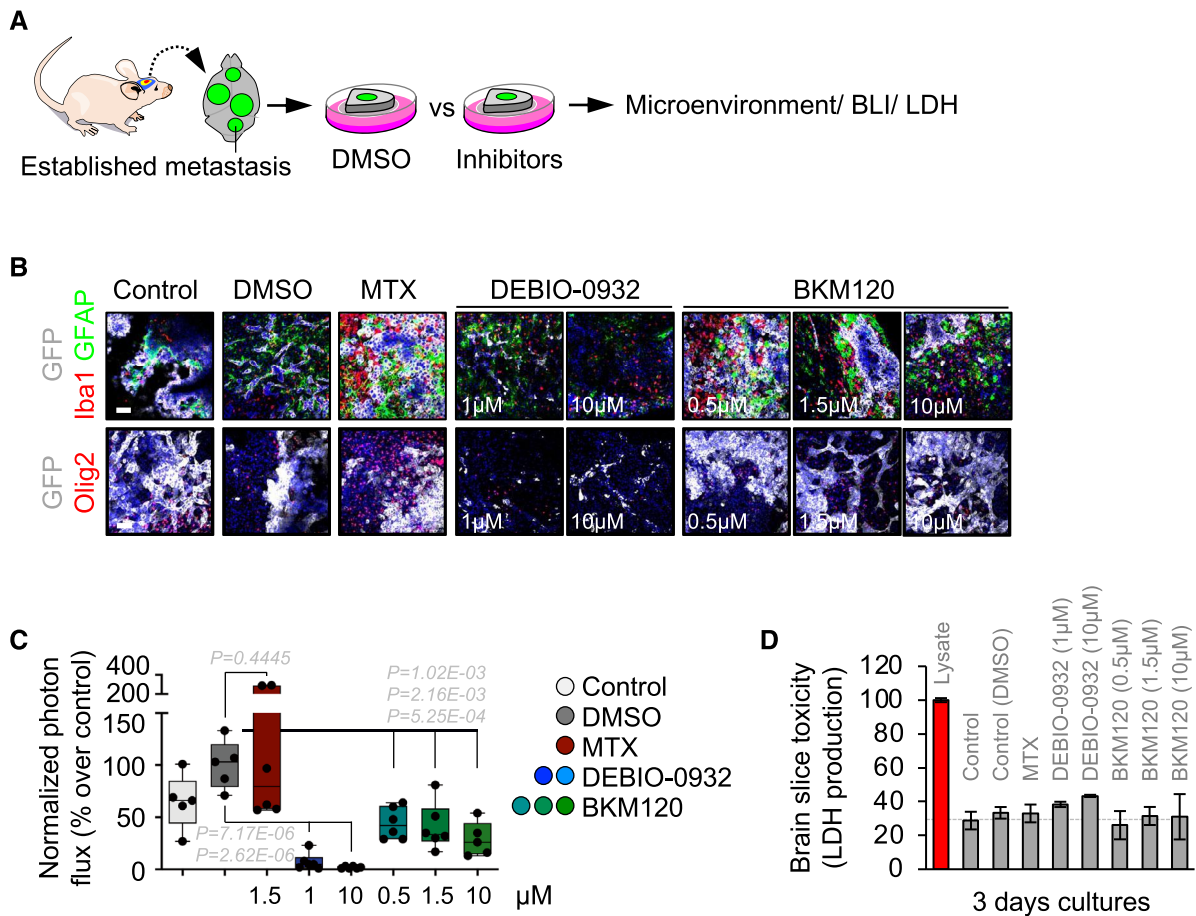 A
Established metastasis
DMSO
vs
Inhibitors
Microenvironment/ BLI/ LDH
B
Control
DMSO
MTX
DEBIO-0932
BKM120
GFP
Iba1 GFAP
1µM
10µM
0.5µM
1.5µM
10µM
GFP
Olig2
1µM
10µM
0.5µM
1.5µM
10µM
C
Normalized photon
flux (% over control)
400
200
150
100
50
0
P=0.4445
P=1.02E-03
P=2.16E-03
P=5.25E-04
P=7.17E-06
P=2.62E-06
1.5
1
10
0.5
1.5
10
µM
Control
DMSO
MTX
DEBIO-0932
BKM120
D
Brain slice toxicity
(LDH production)
120
100
80
60
40
20
0
Lysate
Control
Control (DMSO)
MTX
DEBIO-0932 (1µM)
DEBIO-0932 (10µM)
BKM120 (0.5µM)
BKM120 (1.5µM)
BKM120 (10µM)
3 days cultures